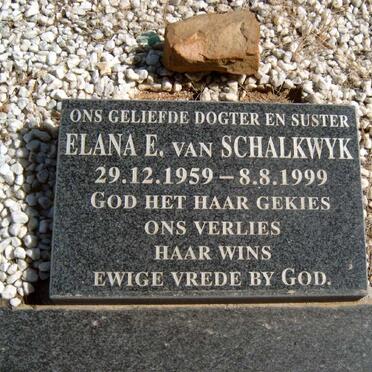 ONS GELIEFDE DOGTER EN SUSTER
ELANA E. VAN SCHALKWYK
29.12.1959 – 8.8.1999
GOD HET HAAR GEKIES
ONS VERLIES
HAAR WINS
EWIGE VREDE BY GOD.